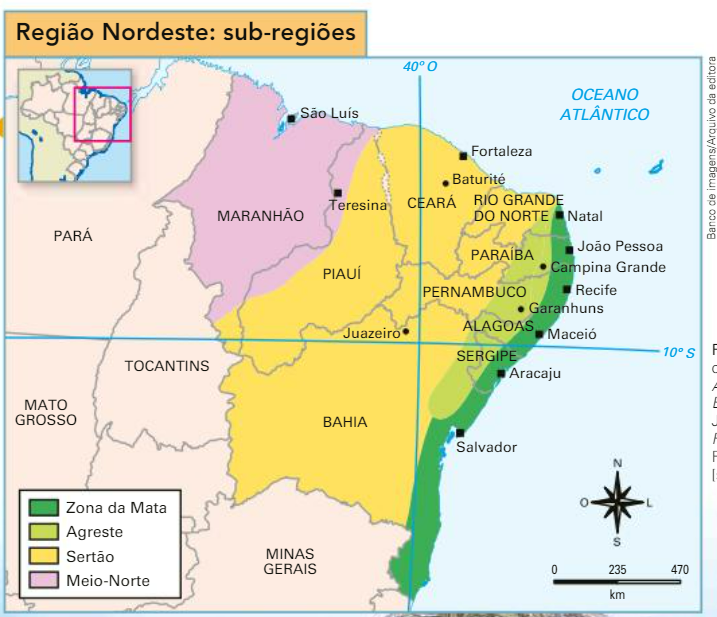 Região Nordeste: sub-regiões
40º O
OCEANO
ATLÂNTICO
São Luís
Fortaleza
Baturité
Teresina
CEARÁ
RIO GRANDE
DO NORTE
Natal
MARANHÃO
PARÁ
João Pessoa
PARAÍBA
Campina Grande
PIAUÍ
PERNAMBUCO
Recife
Garanhuns
Juazeiro
ALAGOAS
Maceió
10º S
SERGIPE
TOCANTINS
Aracaju
MATO
GROSSO
BAHIA
Salvador
Zona da Mata
Agreste
Sertão
Meio-Norte
MINAS
GERAIS
N
O
L
S
0 235 470
km
Banco de imagens/Arquivo da editora